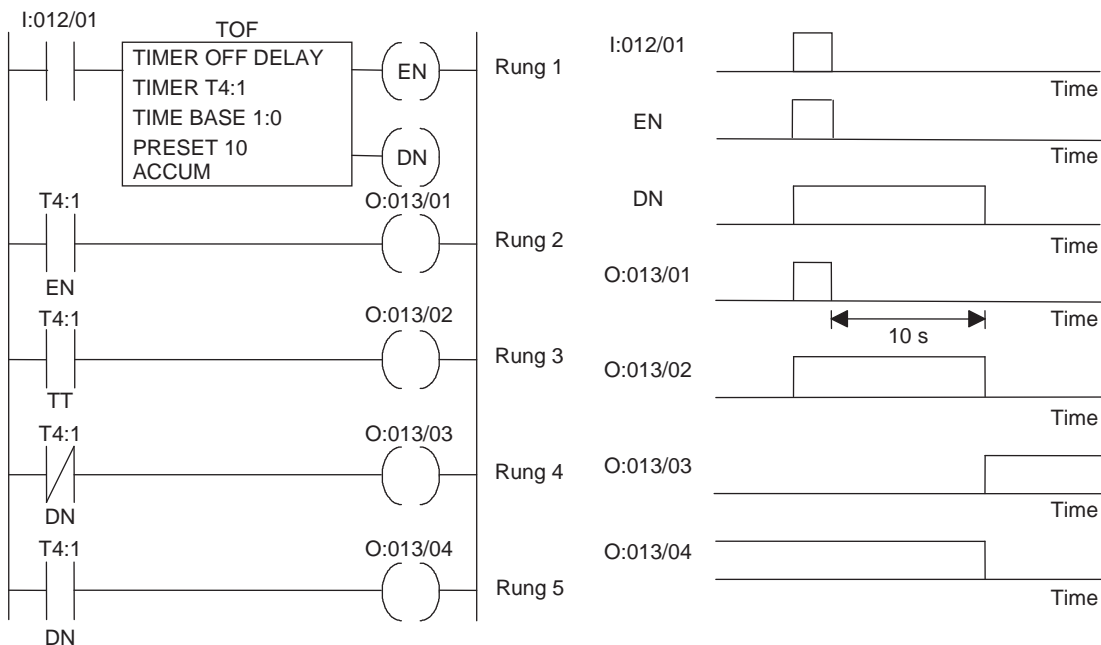 I:012/01
TOF
TIMER OFF DELAY
TIMER T4:1
TIME BASE 1:0
PRESET 10
ACCUM
EN
DN
Rung 1
T4:1
EN
O:013/01
Rung 2
T4:1
TT
O:013/02
Rung 3
T4:1
DN
O:013/03
Rung 4
T4:1
DN
O:013/04
Rung 5
I:012/01
Time
EN
Time
DN
Time
O:013/01
Time
10 s
O:013/02
Time
O:013/03
Time
O:013/04
Time